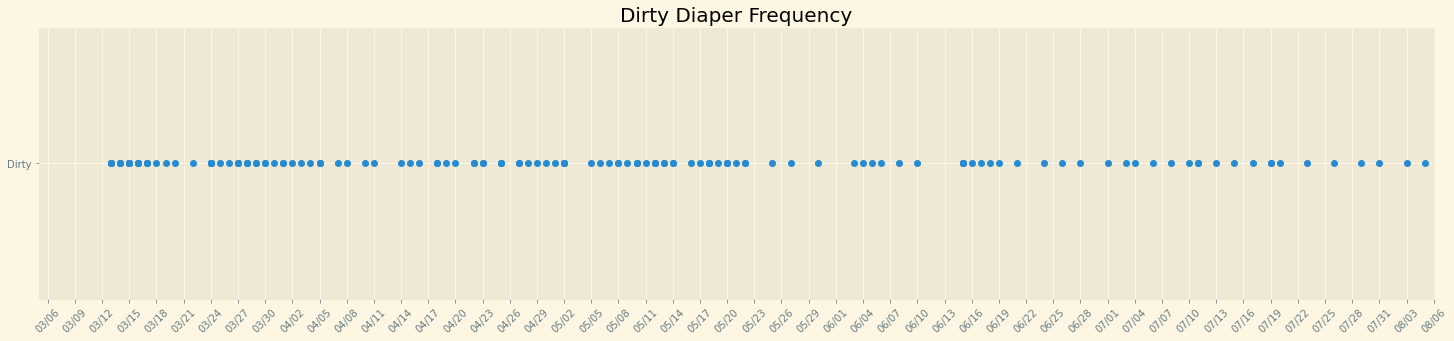 Dirty Diaper Frequency
Dirty
03/06 03/09 03/12 03/15 03/18 03/21 03/24 03/27 03/30 04/02 04/05 04/08 04/11 04/14 04/17 04/20 04/23 04/26 04/29 05/02 05/05 05/08 05/11 05/14 05/17 05/20 05/23 05/26 05/29 06/01 06/04 06/07 06/10 06/13 06/16 06/19 06/22 06/25 06/28 07/01 07/04 07/07 07/10 07/13 07/16 07/19 07/22 07/25 07/28 07/31 08/03 08/06